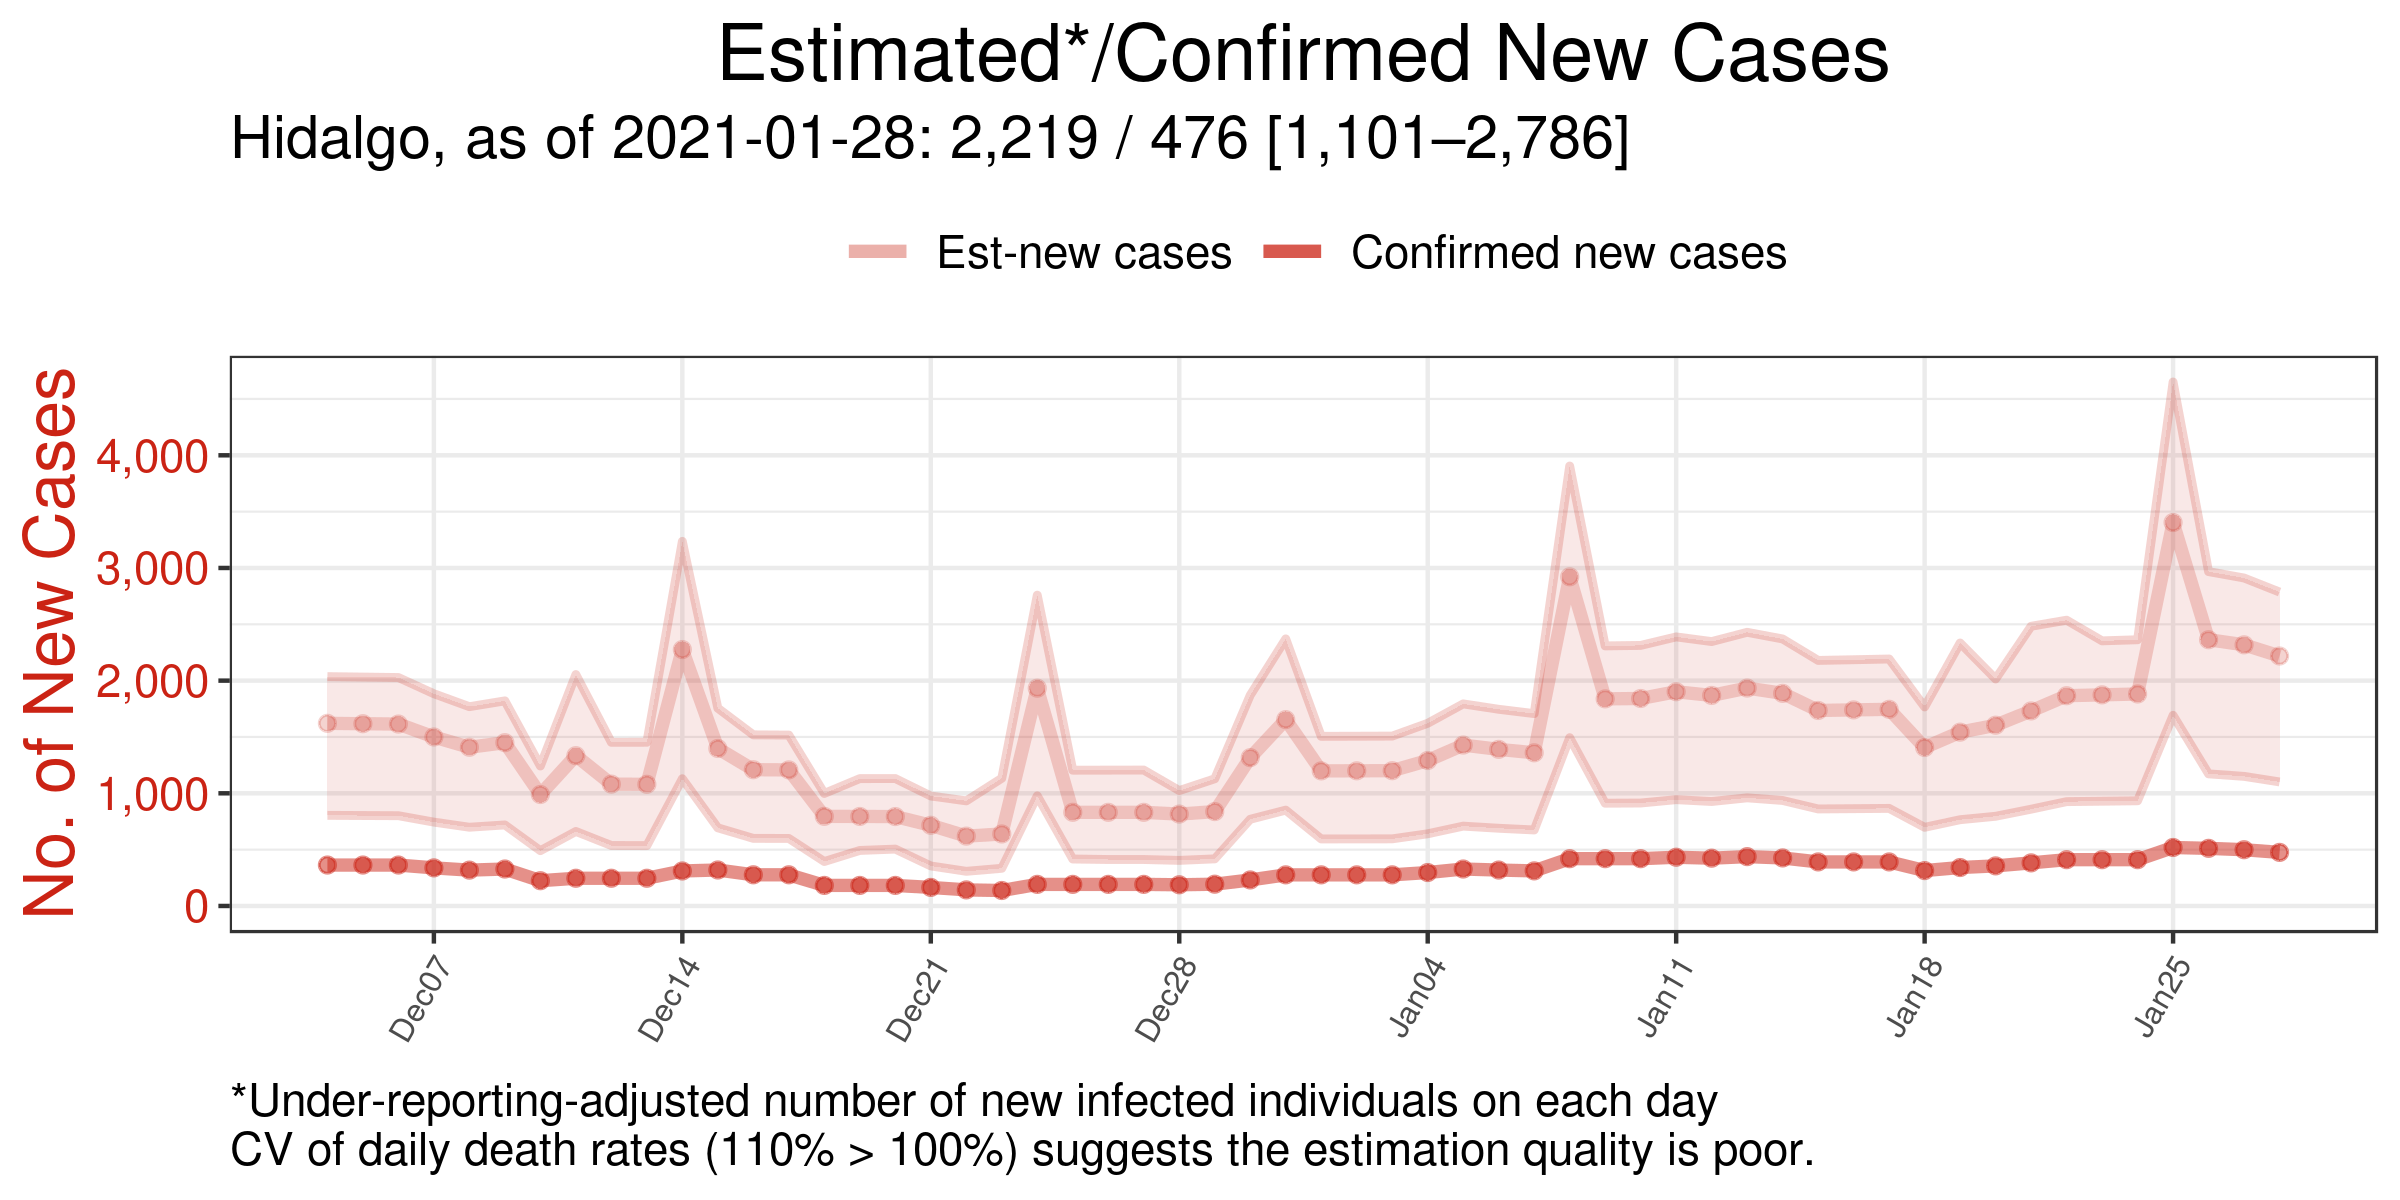 Estimated*/Confirmed New Cases
Hidalgo, as of 2021-01-28: 2,219 / 476 [1,101–2,786]
Est-new cases
Confirmed new cases
No. of New Cases
4,000
3,000
2,000
1,000
0
Dec07
Dec14
Dec21
Dec28
Jan04
Jan11
Jan18
Jan25
*Under-reporting-adjusted number of new infected individuals on each day
CV of daily death rates (110% > 100%) suggests the estimation quality is poor.